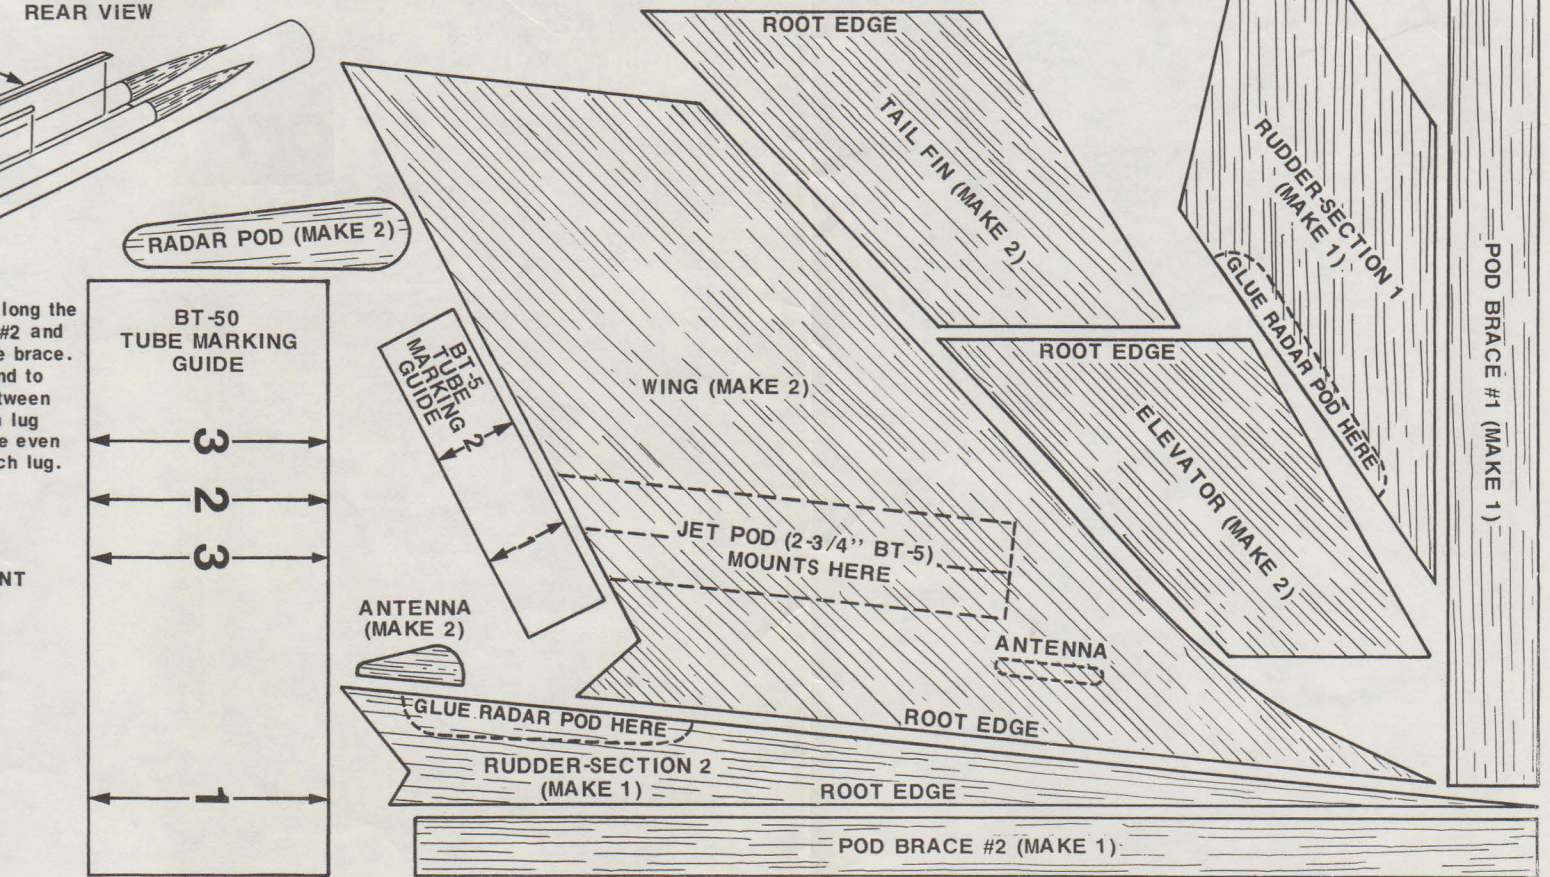 REAR VIEW
ROOT EDGE
TAIL FIN (MAKE 2)
RUDDER-SECTION 1
(MAKE 1)
GLUE RADAR POD HERE
POD BRACE #1 (MAKE 1)
RADAR POD (MAKE 2)
long the
#2 and
e brace.
nd to
tween
lug
e even
ch lug.
NT
BT-50
TUBE MARKING
GUIDE
3
2
3
1
BT-5
TUBE
MARKING
GUIDE
2
1
WING (MAKE 2)
JET POD (2-3/4'' BT-5)
MOUNTS HERE
ANTENNA
ROOT EDGE
ROOT EDGE
ELEVATOR (MAKE 2)
ANTENNA
(MAKE 2)
GLUE RADAR POD HERE
RUDDER-SECTION 2
(MAKE 1)
ROOT EDGE
POD BRACE #2 (MAKE 1)